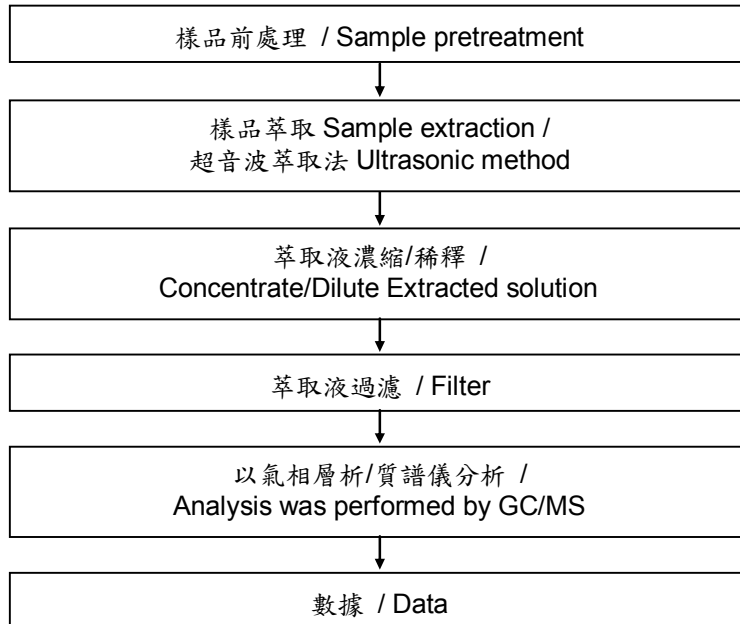 樣品前處理 / Sample pretreatment
樣品萃取 Sample extraction /
超音波萃取法 Ultrasonic method
萃取液濃縮/稀釋 /
Concentrate/Dilute Extracted solution
萃取液過濾 / Filter
以氣相層析/質譜儀分析 /
Analysis was performed by GC/MS
數據 / Data